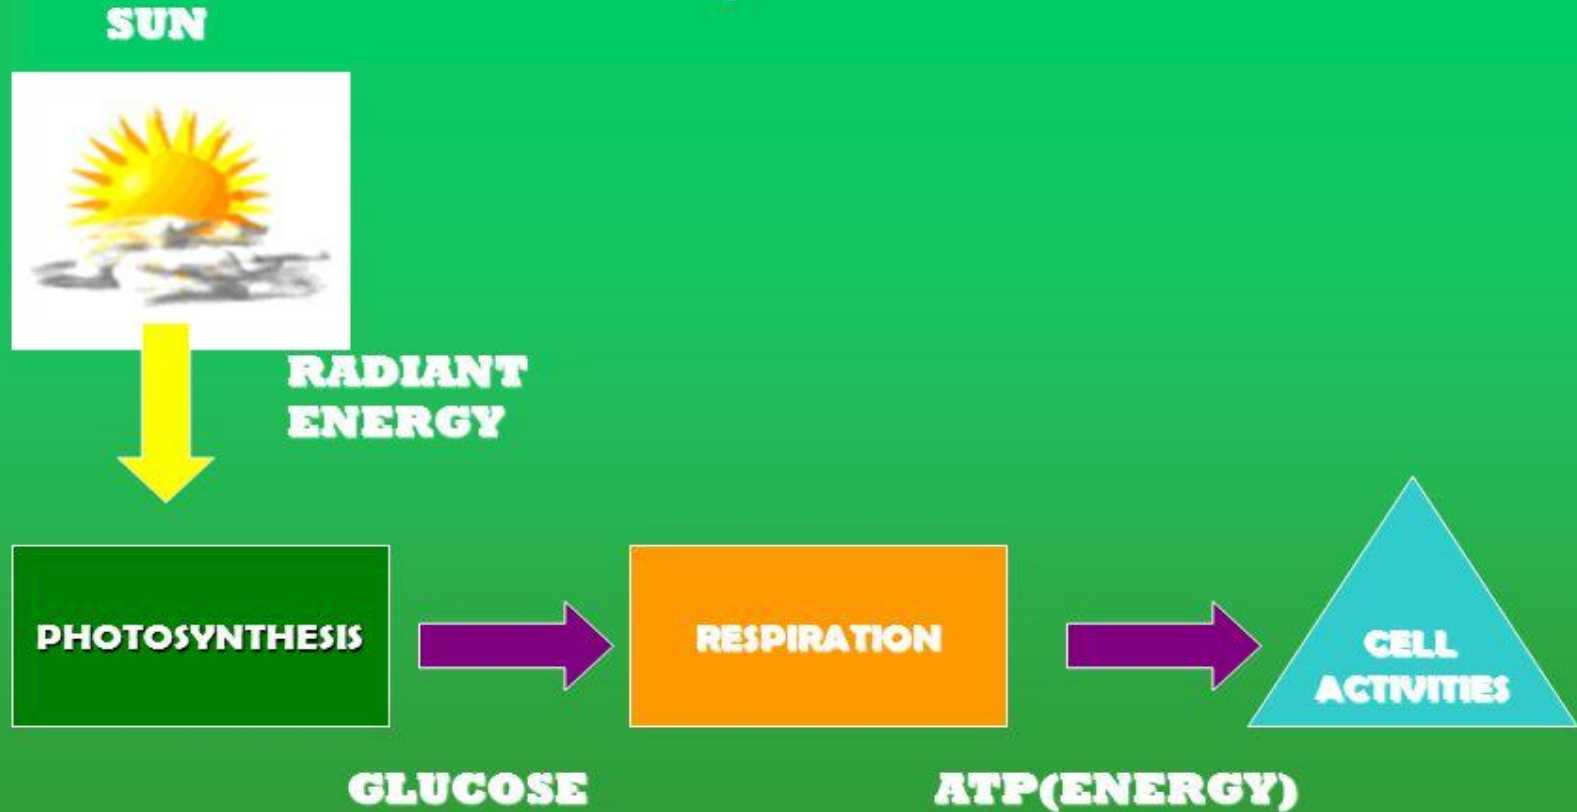 SUN
RADIANT
ENERGY
PHOTOSYNTHESIS
RESPIRATION
CELL
ACTIVITIES
GLUCOSE
ATP(ENERGY)